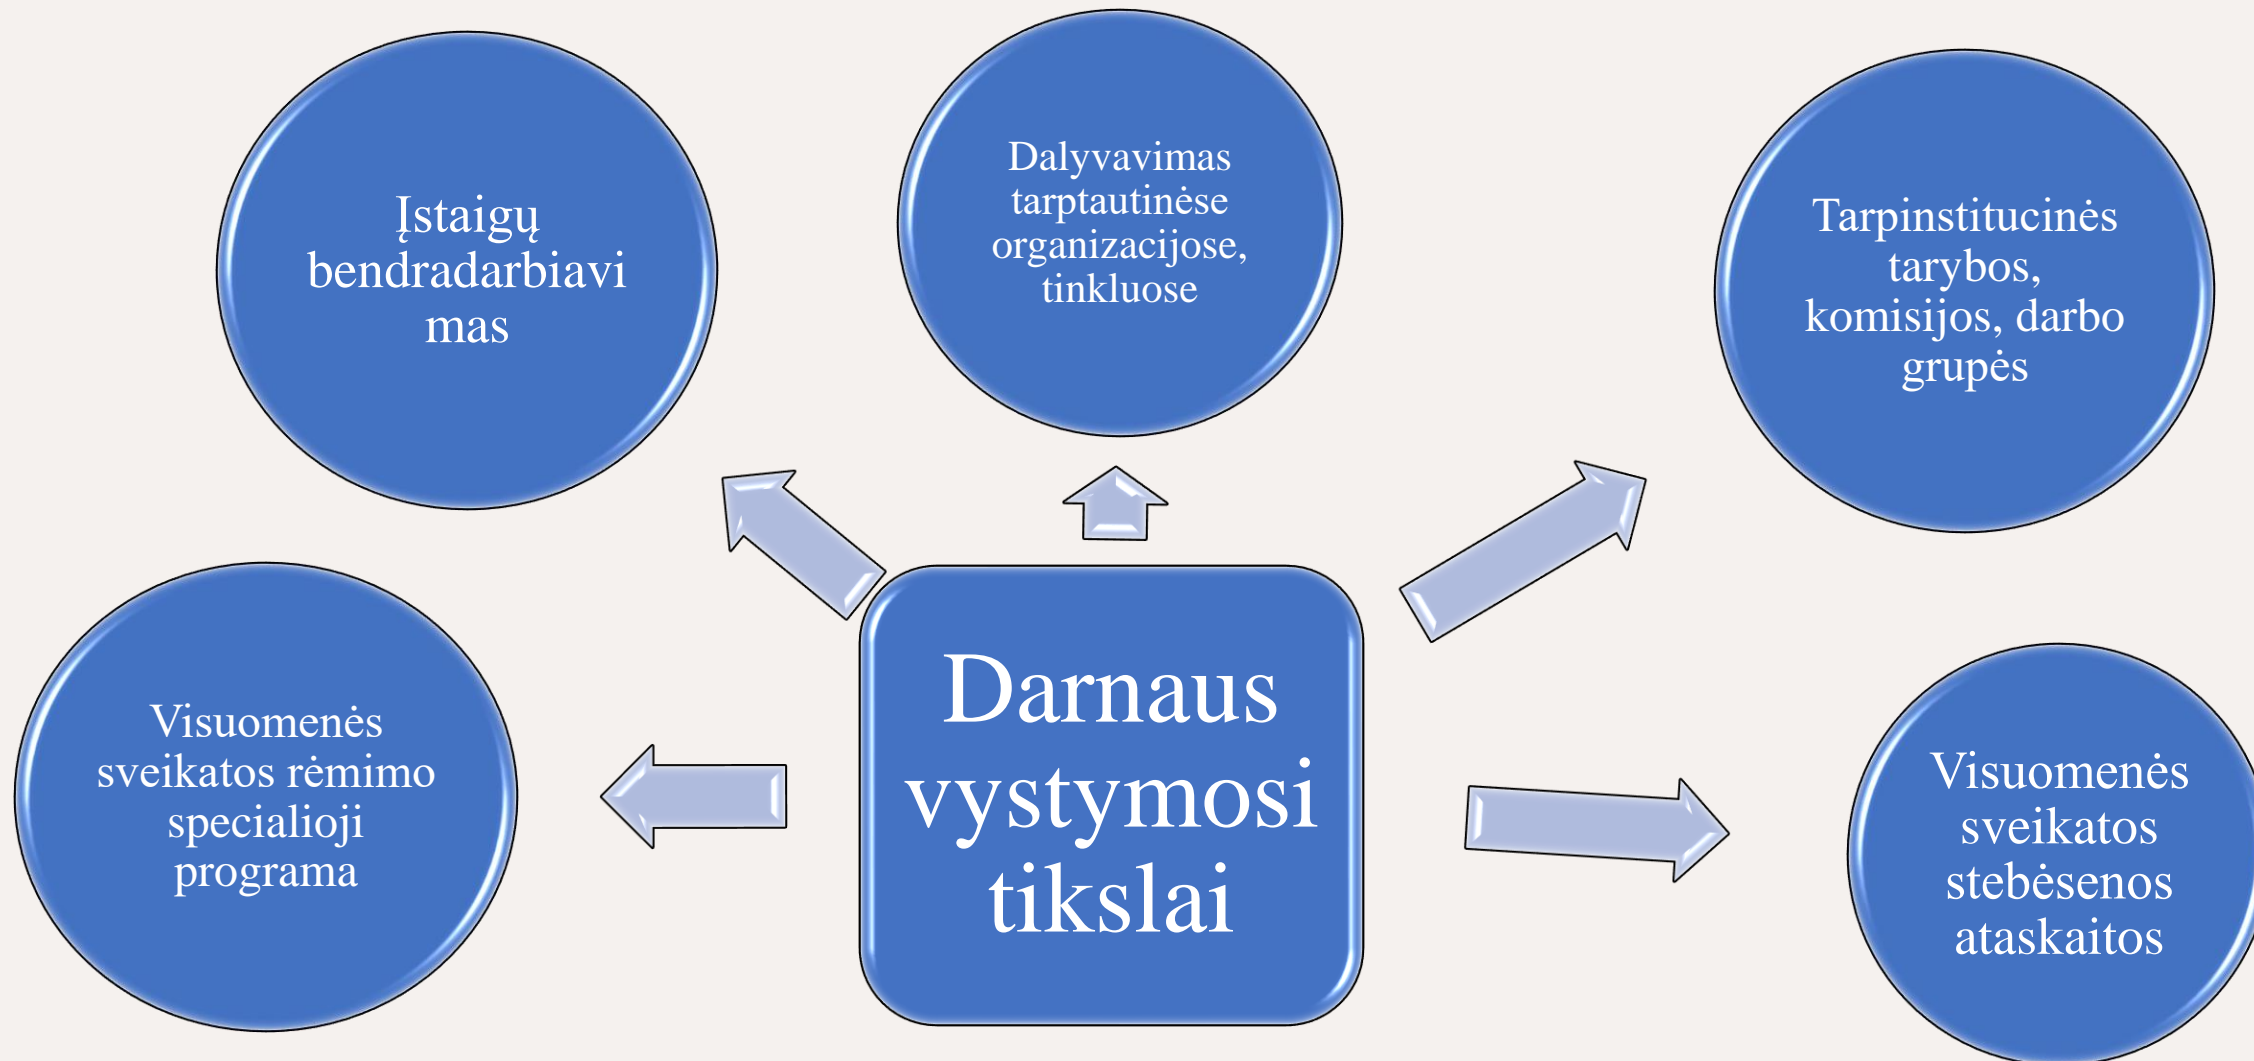 Įstaigų
bendradarbiavi
mas
Dalyvavimas
tarptautinėse
organizacijose,
tinkluose
Tarpinstitucinės
tarybos,
komisijos, darbo
grupės
Visuomenės
sveikatos rėmimo
specialioji
programa
Darnaus
vystymosi
tikslai
Visuomenės
sveikatos
stebėsenos
ataskaitos